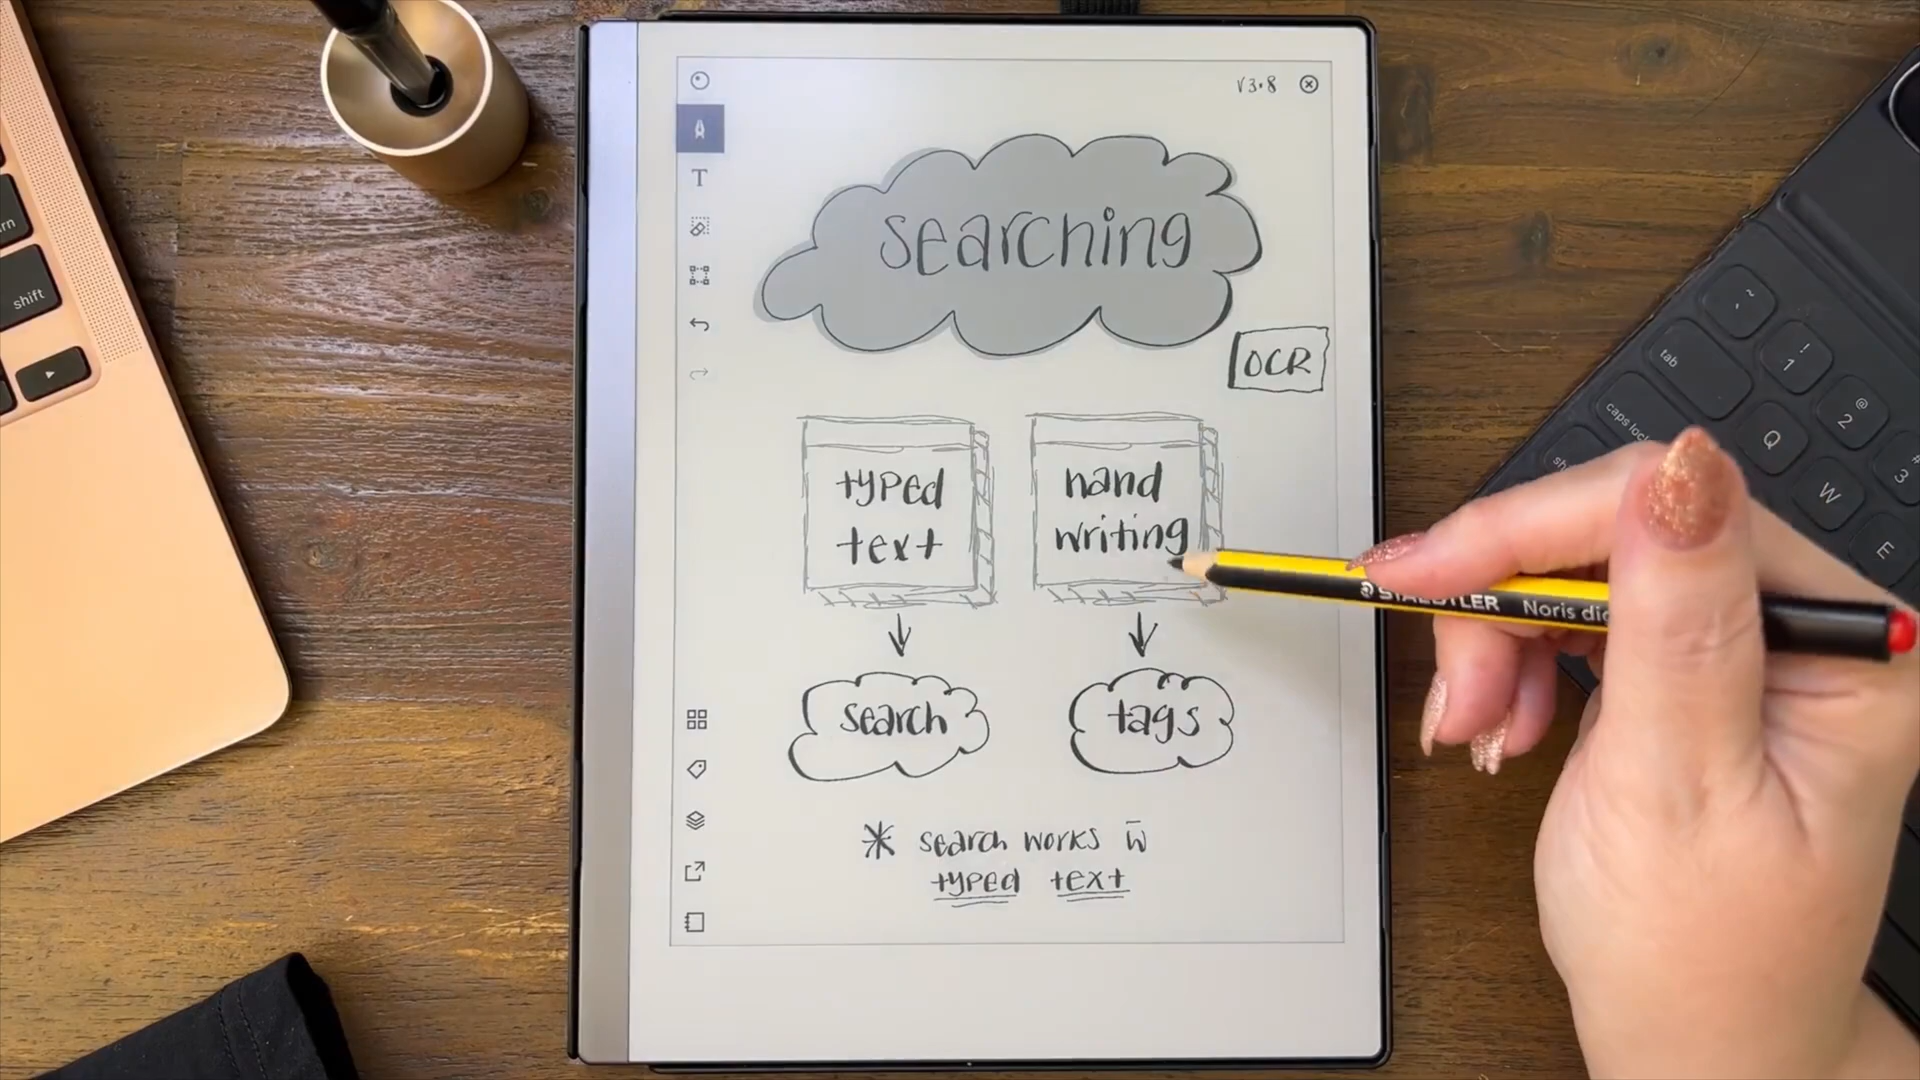 V3.8
searching
OCR
typed
text
hand
writing
search
tags
* search works w̄
typed text
T
shift
tab
caps loc
~
!
1
@
2
3
Q
W
E
STAEDTLER Noris dig